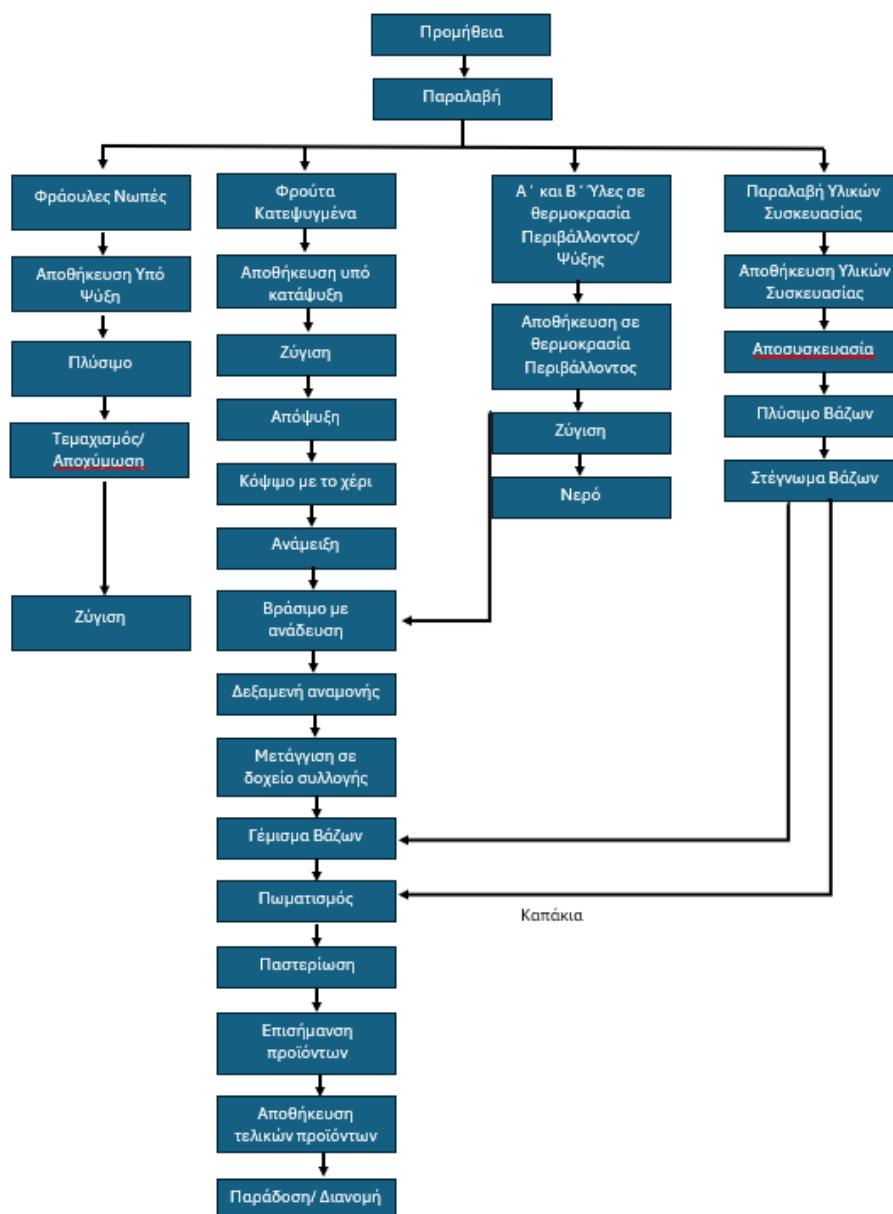 Προμήθεια
Παραλαβή
Φράουλες Νωπές
Αποθήκευση Υπό
Ψύξη
Πλύσιμο
Τεμαχισμός/
Αποχύμωση
Ζύγιση
Φρούτα
Κατεψυγμένα
Αποθήκευση υπό
κατάψυξη
Ζύγιση
Απόψυξη
Κόψιμο με το χέρι
Ανάμειξη
Βράσιμο με
ανάδευση
Δεξαμενή αναμονής
Μετάγγιση σε
δοχείο συλλογής
Γέμισμα Βάζων
Πωματισμός
Παστερίωση
Επισήμανση
προϊόντων
Αποθήκευση
τελικών προϊόντων
Παράδοση/ Διανομή
Α΄ και Β΄ Ύλες σε
θερμοκρασία
Περιβάλλοντος/
Ψύξης
Αποθήκευση σε
θερμοκρασία
Περιβάλλοντος
Ζύγιση
Νερό
Παραλαβή Υλικών
Συσκευασίας
Αποθήκευση Υλικών
Συσκευασίας
Αποσυσκευασία
Πλύσιμο Βάζων
Στέγνωμα Βάζων
Καπάκια